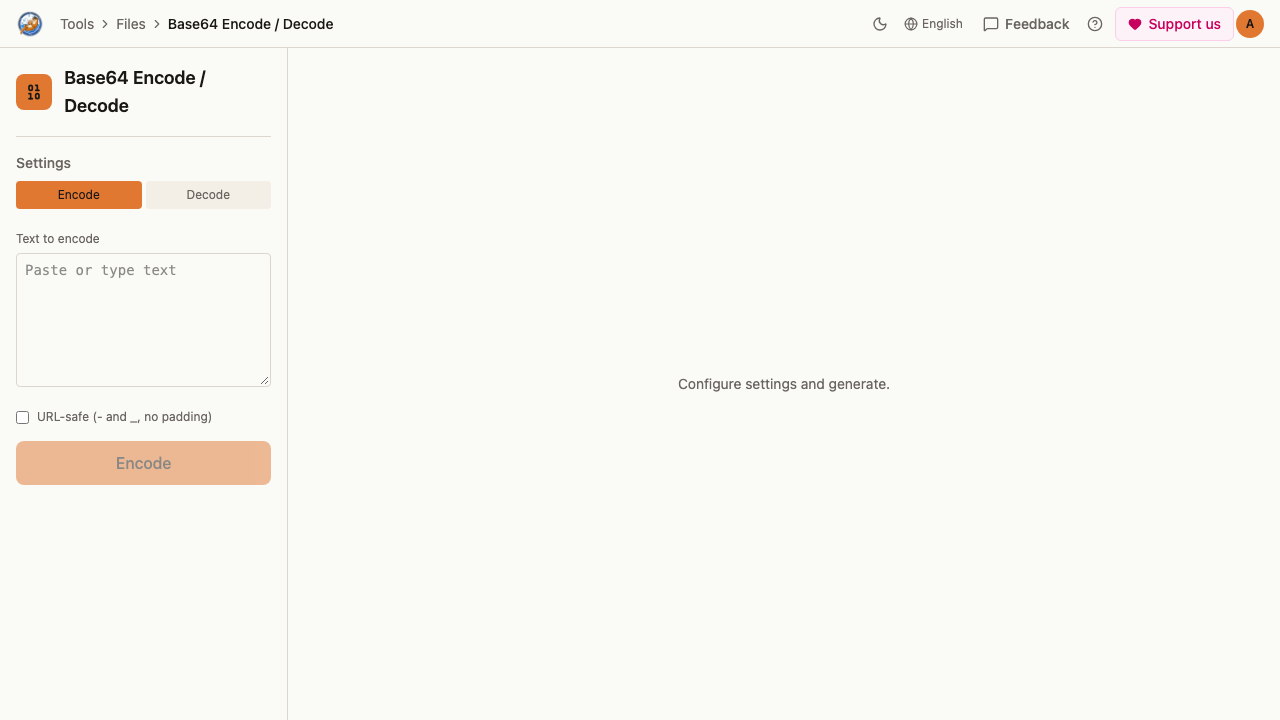 Tools > Files > Base64 Encode / Decode
English
Feedback
Support us
A
01
10
Base64 Encode /
Decode
Settings
Encode
Decode
Text to encode
Paste or type text
URL-safe (- and _, no padding)
Encode
Configure settings and generate.